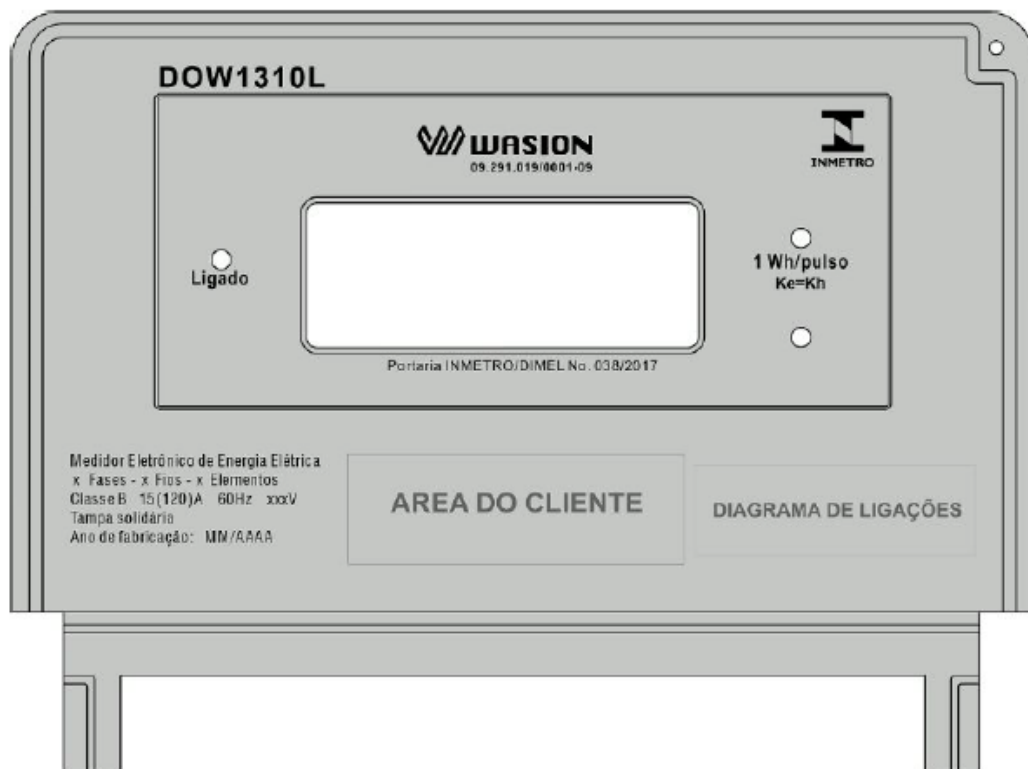 DOW1310L
WASION
09.291.019/0001-09
INMETRO
Ligado
1 Wh/pulso
Ke=Kh
Portaria INMETRO/DIMEL No. 038/2017
Medidor Eletrônico de Energia Elétrica
x Fases - x Fios - x Elementos
Classe B 15(120)A 60Hz xxxV
Tampa solidária
Ano de fabricação: MM/AAAA
AREA DO CLIENTE
DIAGRAMA DE LIGAÇÕES